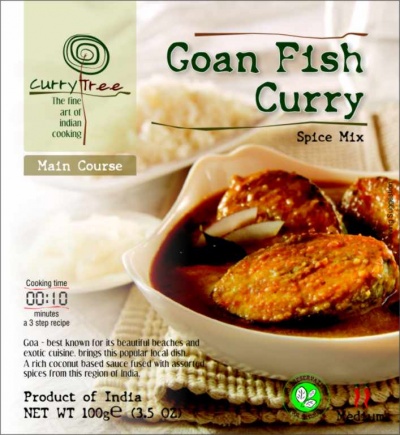 curry tree
The fine
art of
indian
cooking
Main Course
Goan Fish
Curry
Spice Mix
Cooking time
00:10
minutes
a 3 step recipe
Goa - best known for its beautiful beaches and
exotic cuisine, brings this popular local dish.
A rich coconut based sauce fused with assorted
spices from this region of India.
Product of India
NET WT 100g e (3.5 OZ)
Medium